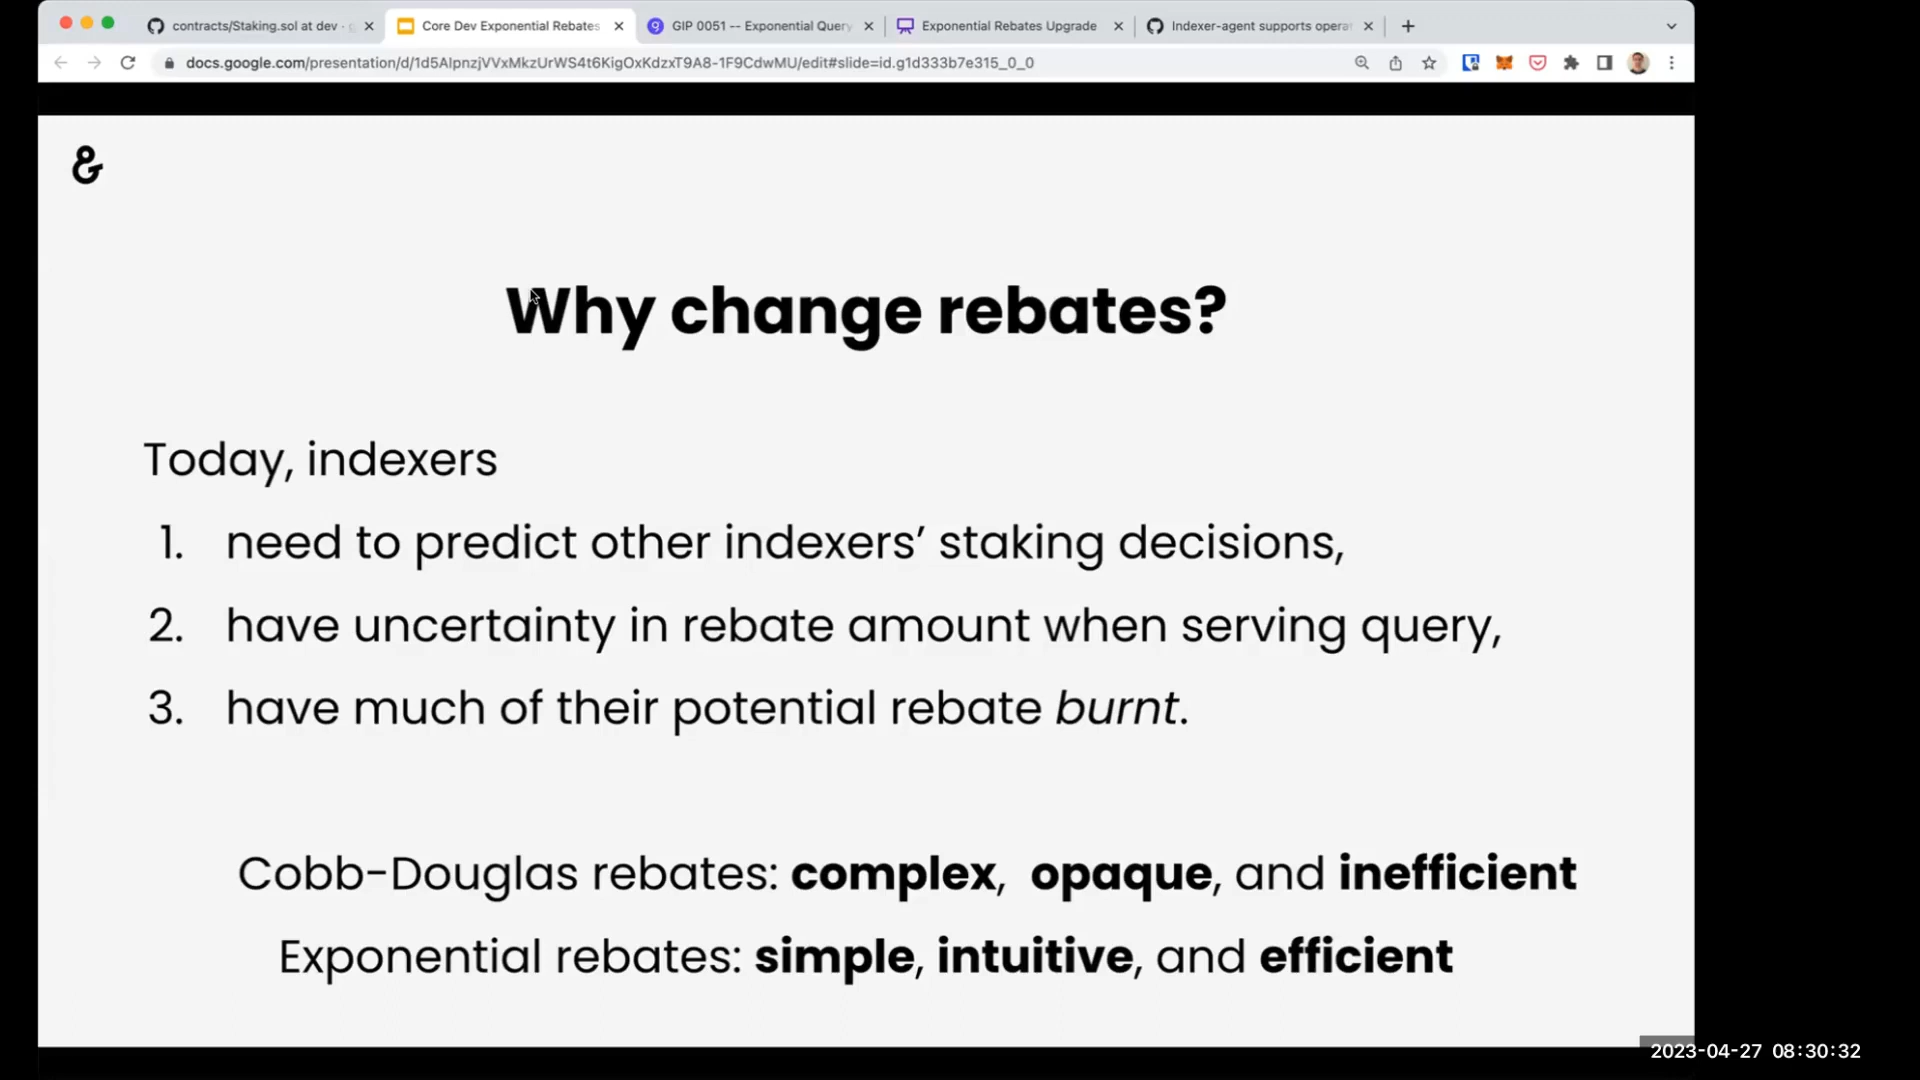 contracts/Staking.sol at dev ·
Core Dev Exponential Rebates
GIP 0051 -- Exponential Query
Exponential Rebates Upgrade
Indexer-agent supports opera
docs.google.com/presentation/d/1d5AIpnzjVVxMkzUrWS4t6KigOxKdzxT9A8-1F9CdwMU/edit#slide=id.g1d333b7e315_0_0
&
Why change rebates?
Today, indexers
1. need to predict other indexers’ staking decisions,
2. have uncertainty in rebate amount when serving query,
3. have much of their potential rebate burnt.
Cobb-Douglas rebates: complex, opaque, and inefficient
Exponential rebates: simple, intuitive, and efficient
2023-04-27 08:30:32